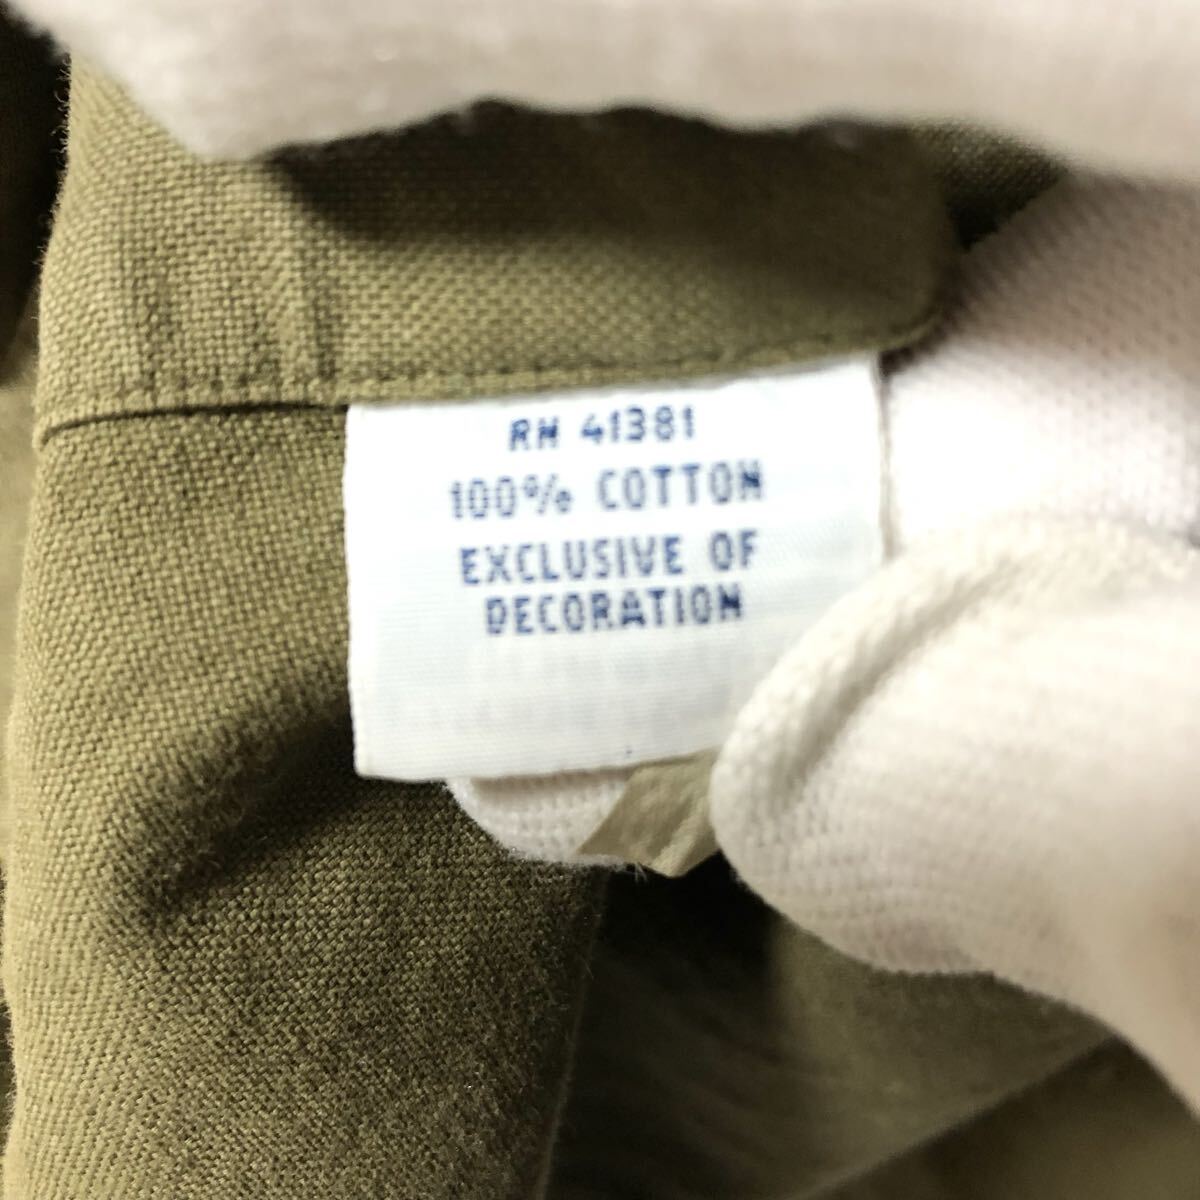 RN 41381
100% COTTON
EXCLUSIVE OF
DECORATION